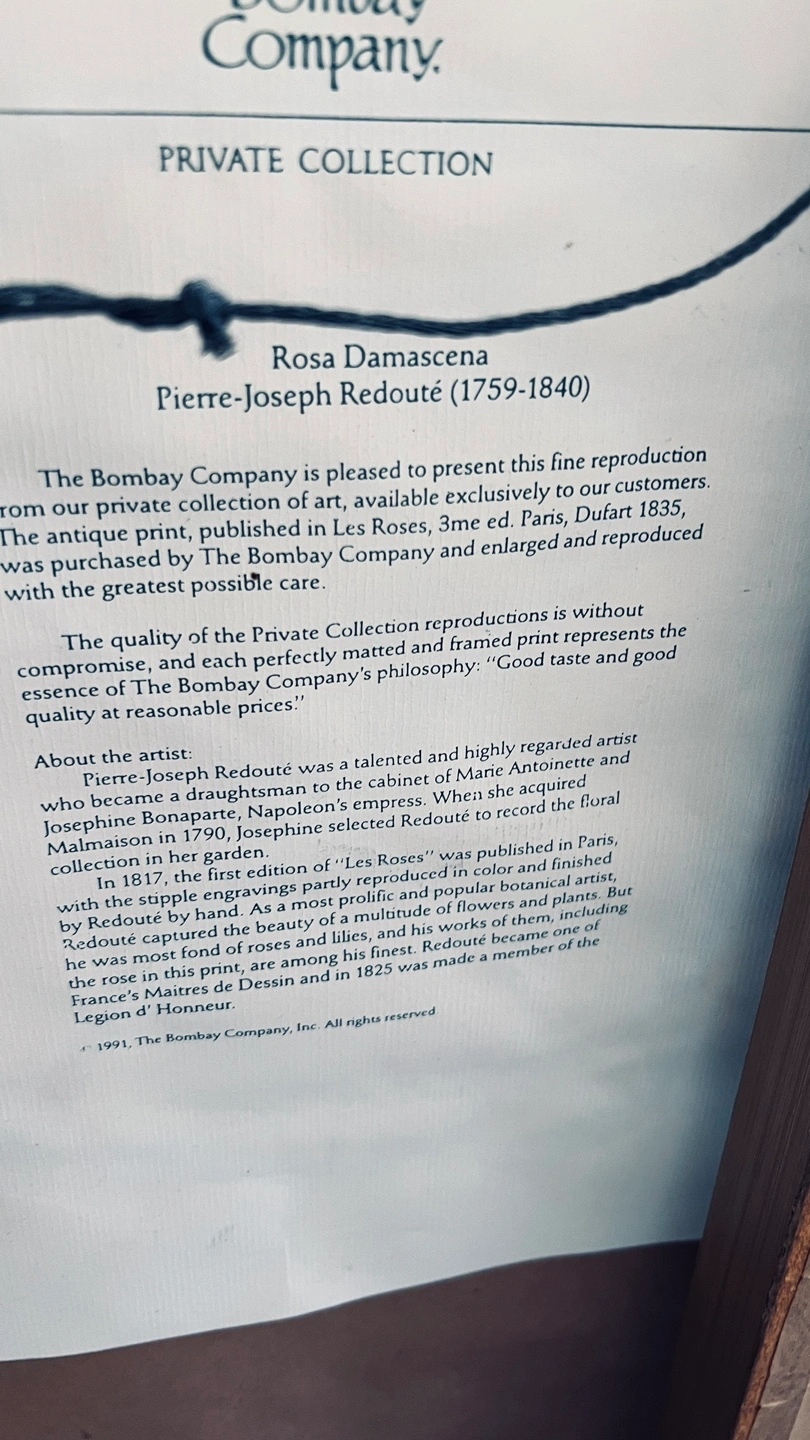 Bombay
Company.
PRIVATE COLLECTION
Rosa Damascena
Pierre-Joseph Redouté (1759-1840)
The Bombay Company is pleased to present this fine reproduction
rom our private collection of art, available exclusively to our customers.
The antique print, published in Les Roses, 3me ed. Paris, Dufart 1835,
was purchased by The Bombay Company and enlarged and reproduced
with the greatest possible care.
The quality of the Private Collection reproductions is without
compromise, and each perfectly matted and framed print represents the
essence of The Bombay Company's philosophy: "Good taste and good
quality at reasonable prices."
About the artist:
Pierre-Joseph Redouté was a talented and highly regarded artist
who became a draughtsman to the cabinet of Marie Antoinette and
Josephine Bonaparte, Napoleon's empress. When she acquired
Malmaison in 1790, Josephine selected Redouté to record the floral
collection in her garden.
In 1817, the first edition of "Les Roses" was published in Paris,
with the stipple engravings partly reproduced in color and finished
by Redouté by hand. As a most prolific and popular botanical artist,
Redouté captured the beauty of a multitude of flowers and plants. But
he was most fond of roses and lilies, and his works of them, including
the rose in this print, are among his finest. Redouté became one of
France's Maitres de Dessin and in 1825 was made a member of the
Legion d' Honneur.
© 1991, The Bombay Company, Inc. All rights reserved